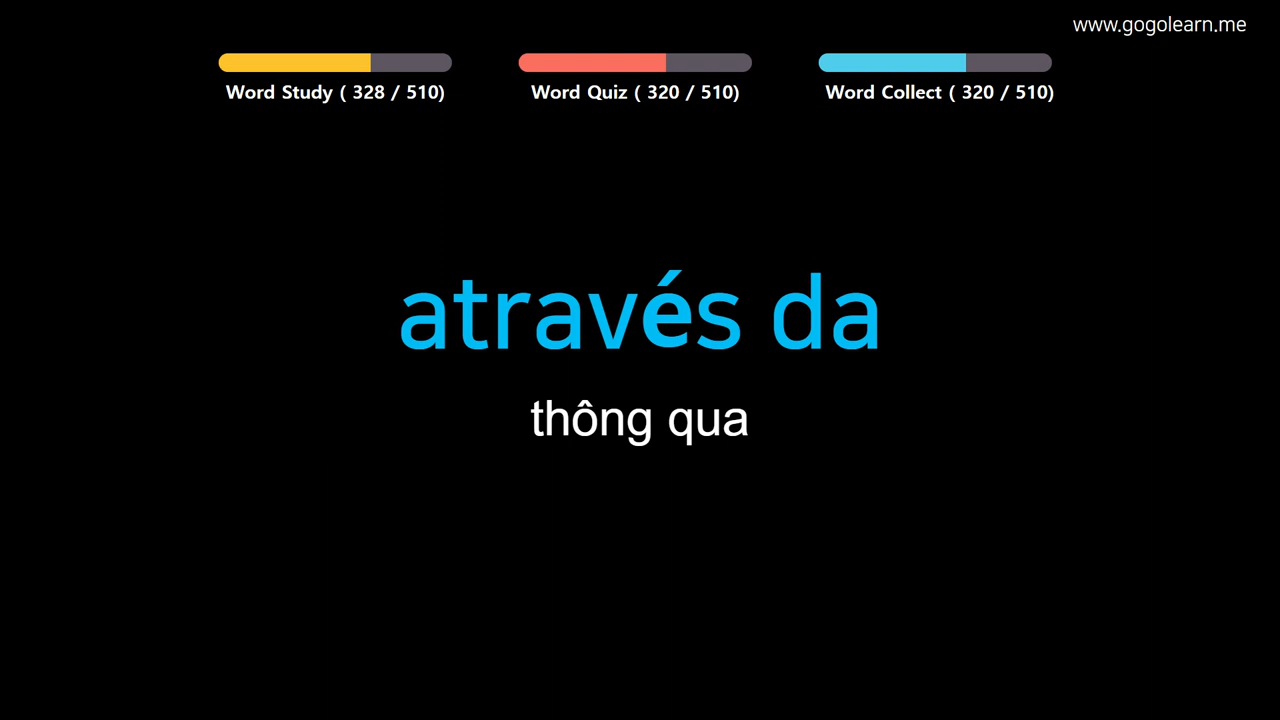 www.gogolearn.me
Word Study ( 328 / 510)
Word Quiz ( 320 / 510)
Word Collect ( 320 / 510)
através da
thông qua